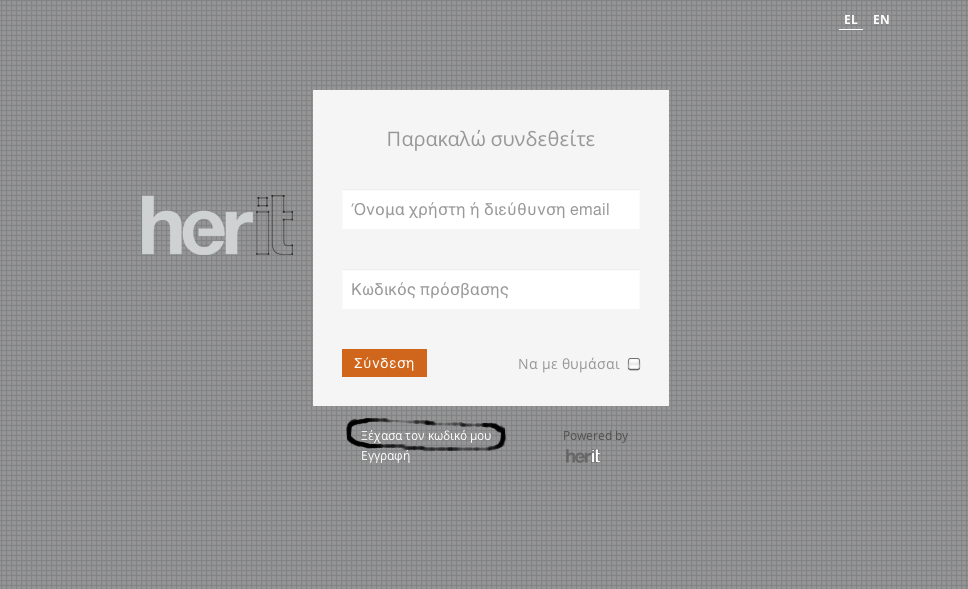 EL EN
Παρακαλώ συνδεθείτε
herit
Όνομα χρήστη ή διεύθυνση email
Κωδικός πρόσβασης
Σύνδεση Να με θυμάσαι
Ξέχασα τον κωδικό μου
Εγγραφή
Powered by
herit